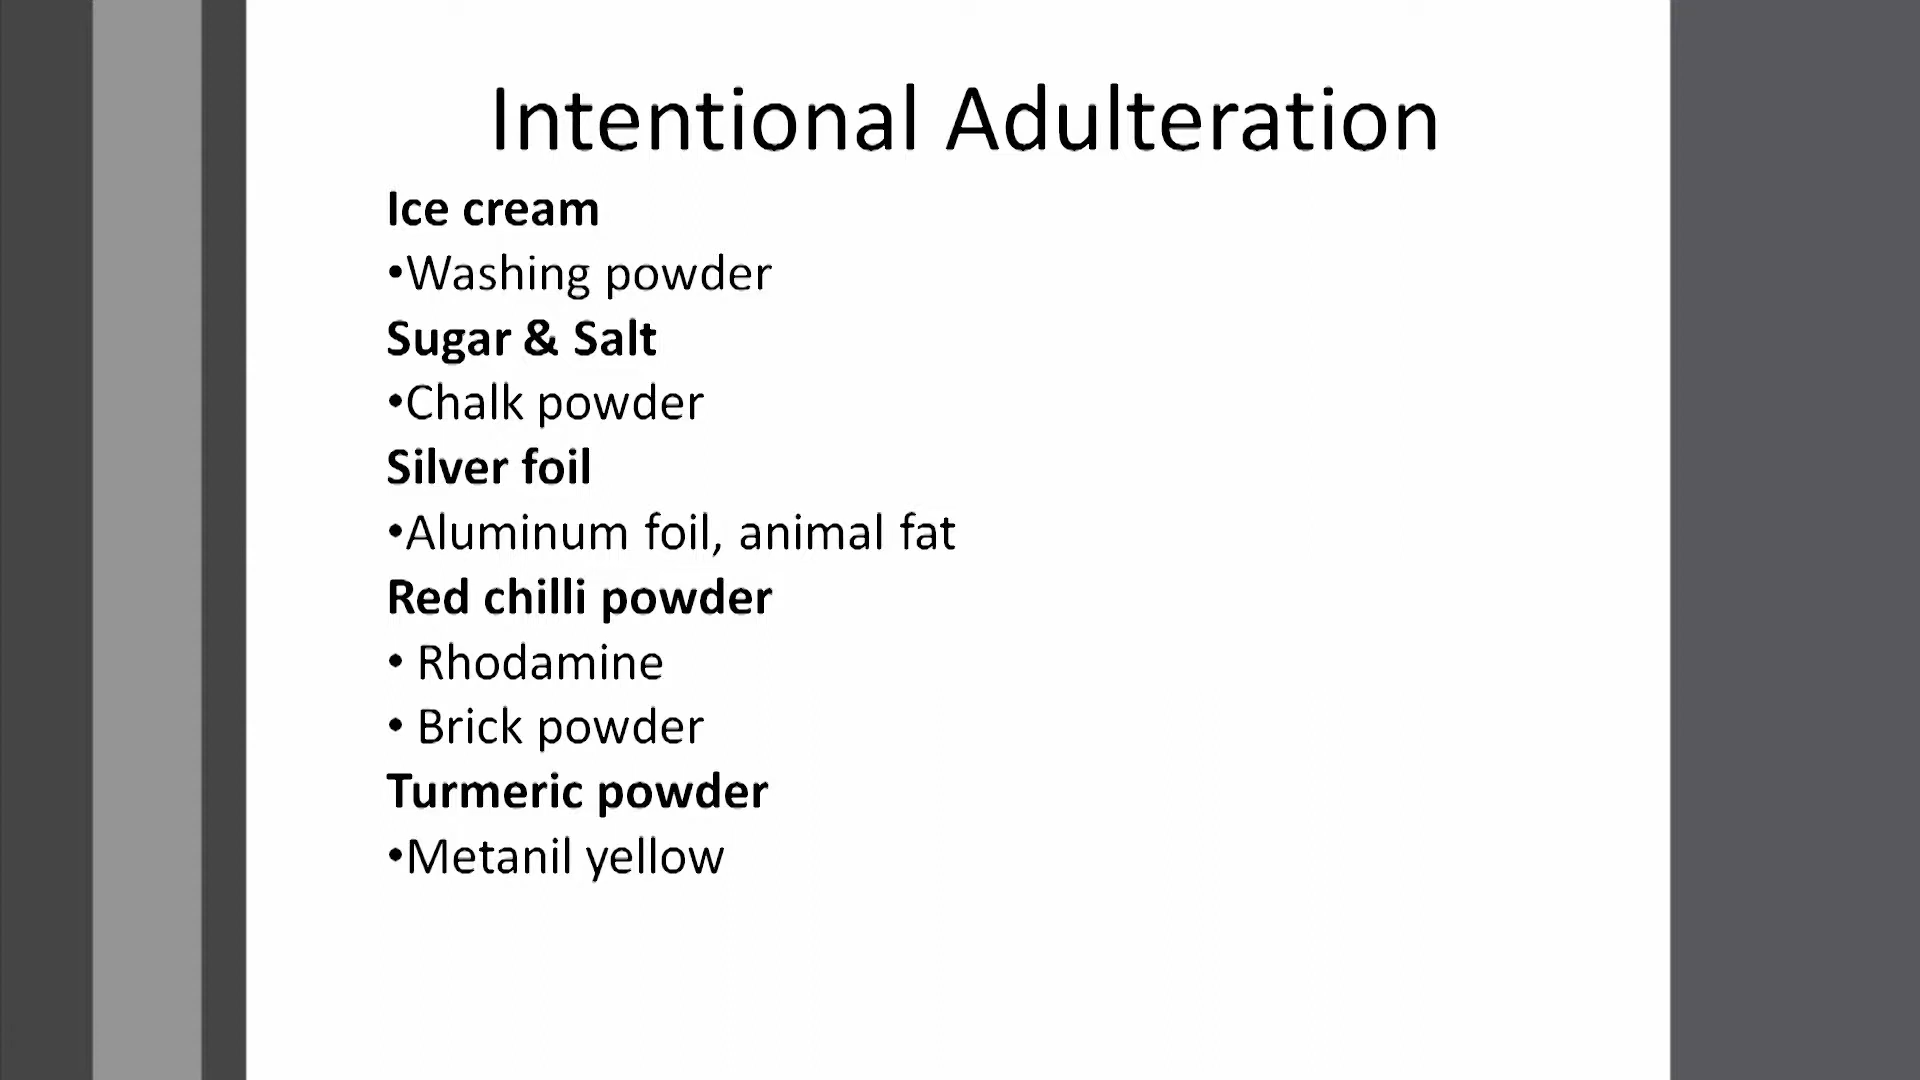 Intentional Adulteration
Ice cream
•Washing powder
Sugar & Salt
•Chalk powder
Silver foil
•Aluminum foil, animal fat
Red chilli powder
• Rhodamine
• Brick powder
Turmeric powder
•Metanil yellow